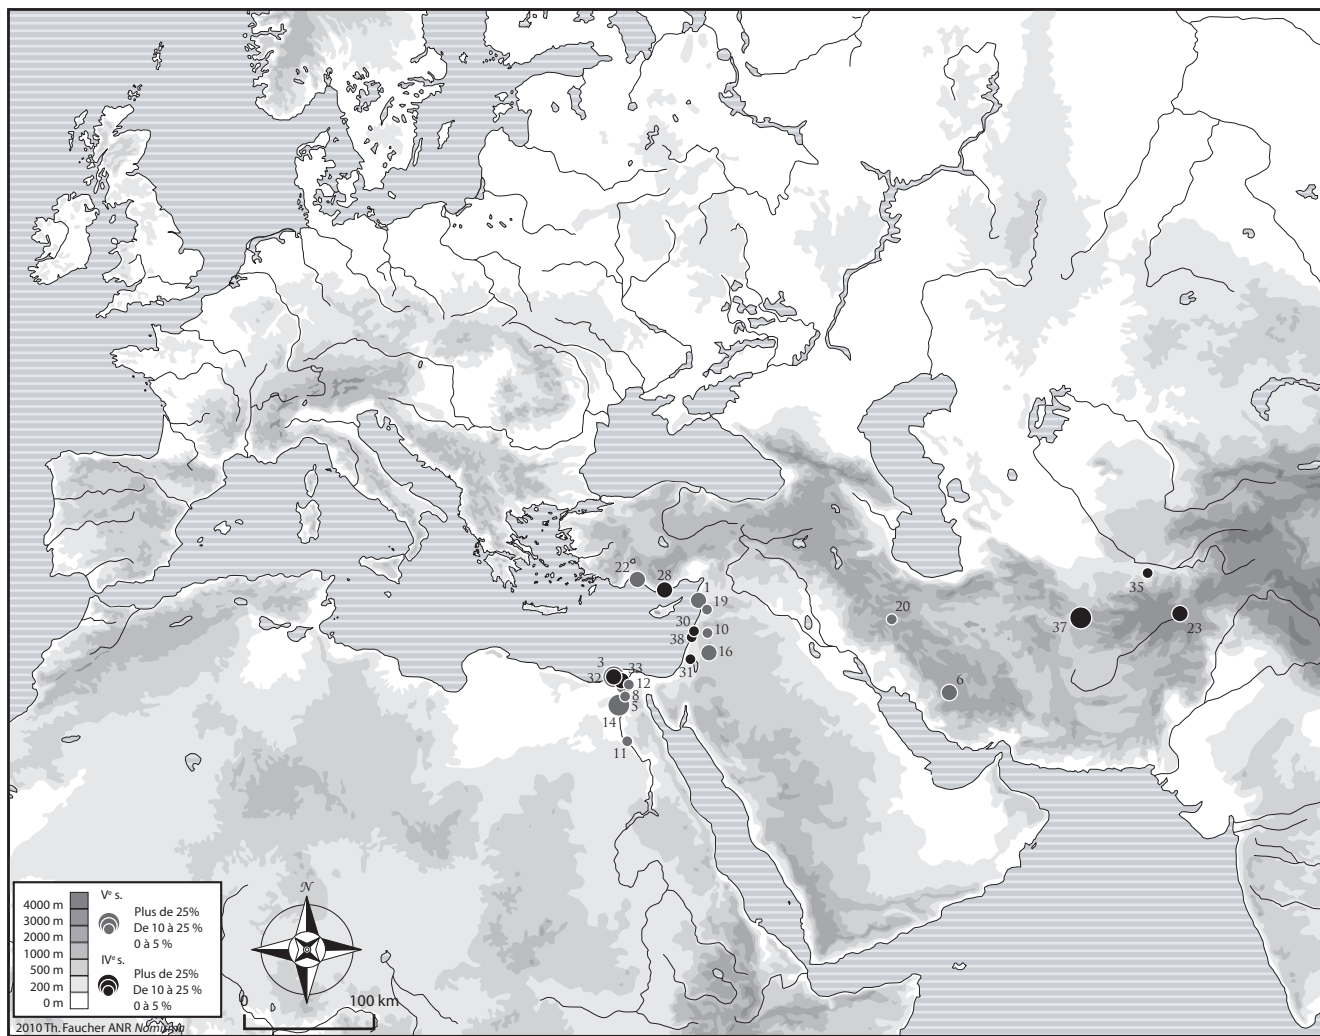 22
28
1
19
30
10
38
16
31
3
33
32
12
8
5
14
11
20
6
35
37
23
N
4000 m
3000 m
2000 m
1000 m
500 m
200 m
0 m
Ve s.
Plus de 25%
De 10 à 25 %
0 à 5 %
IVe s.
Plus de 25%
De 10 à 25 %
0 à 5 %
0 100 km
2010 Th. Faucher ANR Nomisma